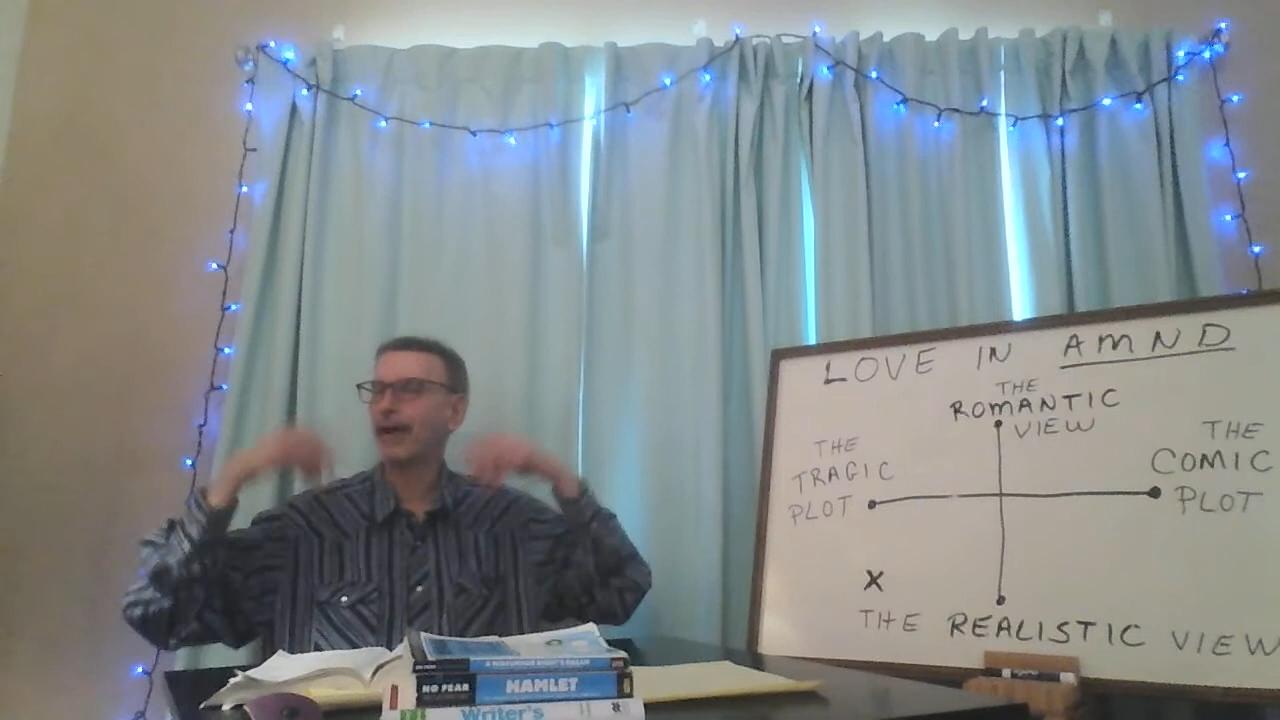 LOVE IN AMND
THE
ROMANTIC
VIEW
THE
TRAGIC
PLOT
THE
COMIC
PLOT
X
THE REALISTIC VIEW
A MIDSUMMER NIGHT'S DREAM
NO FEAR HAMLET
Writer's